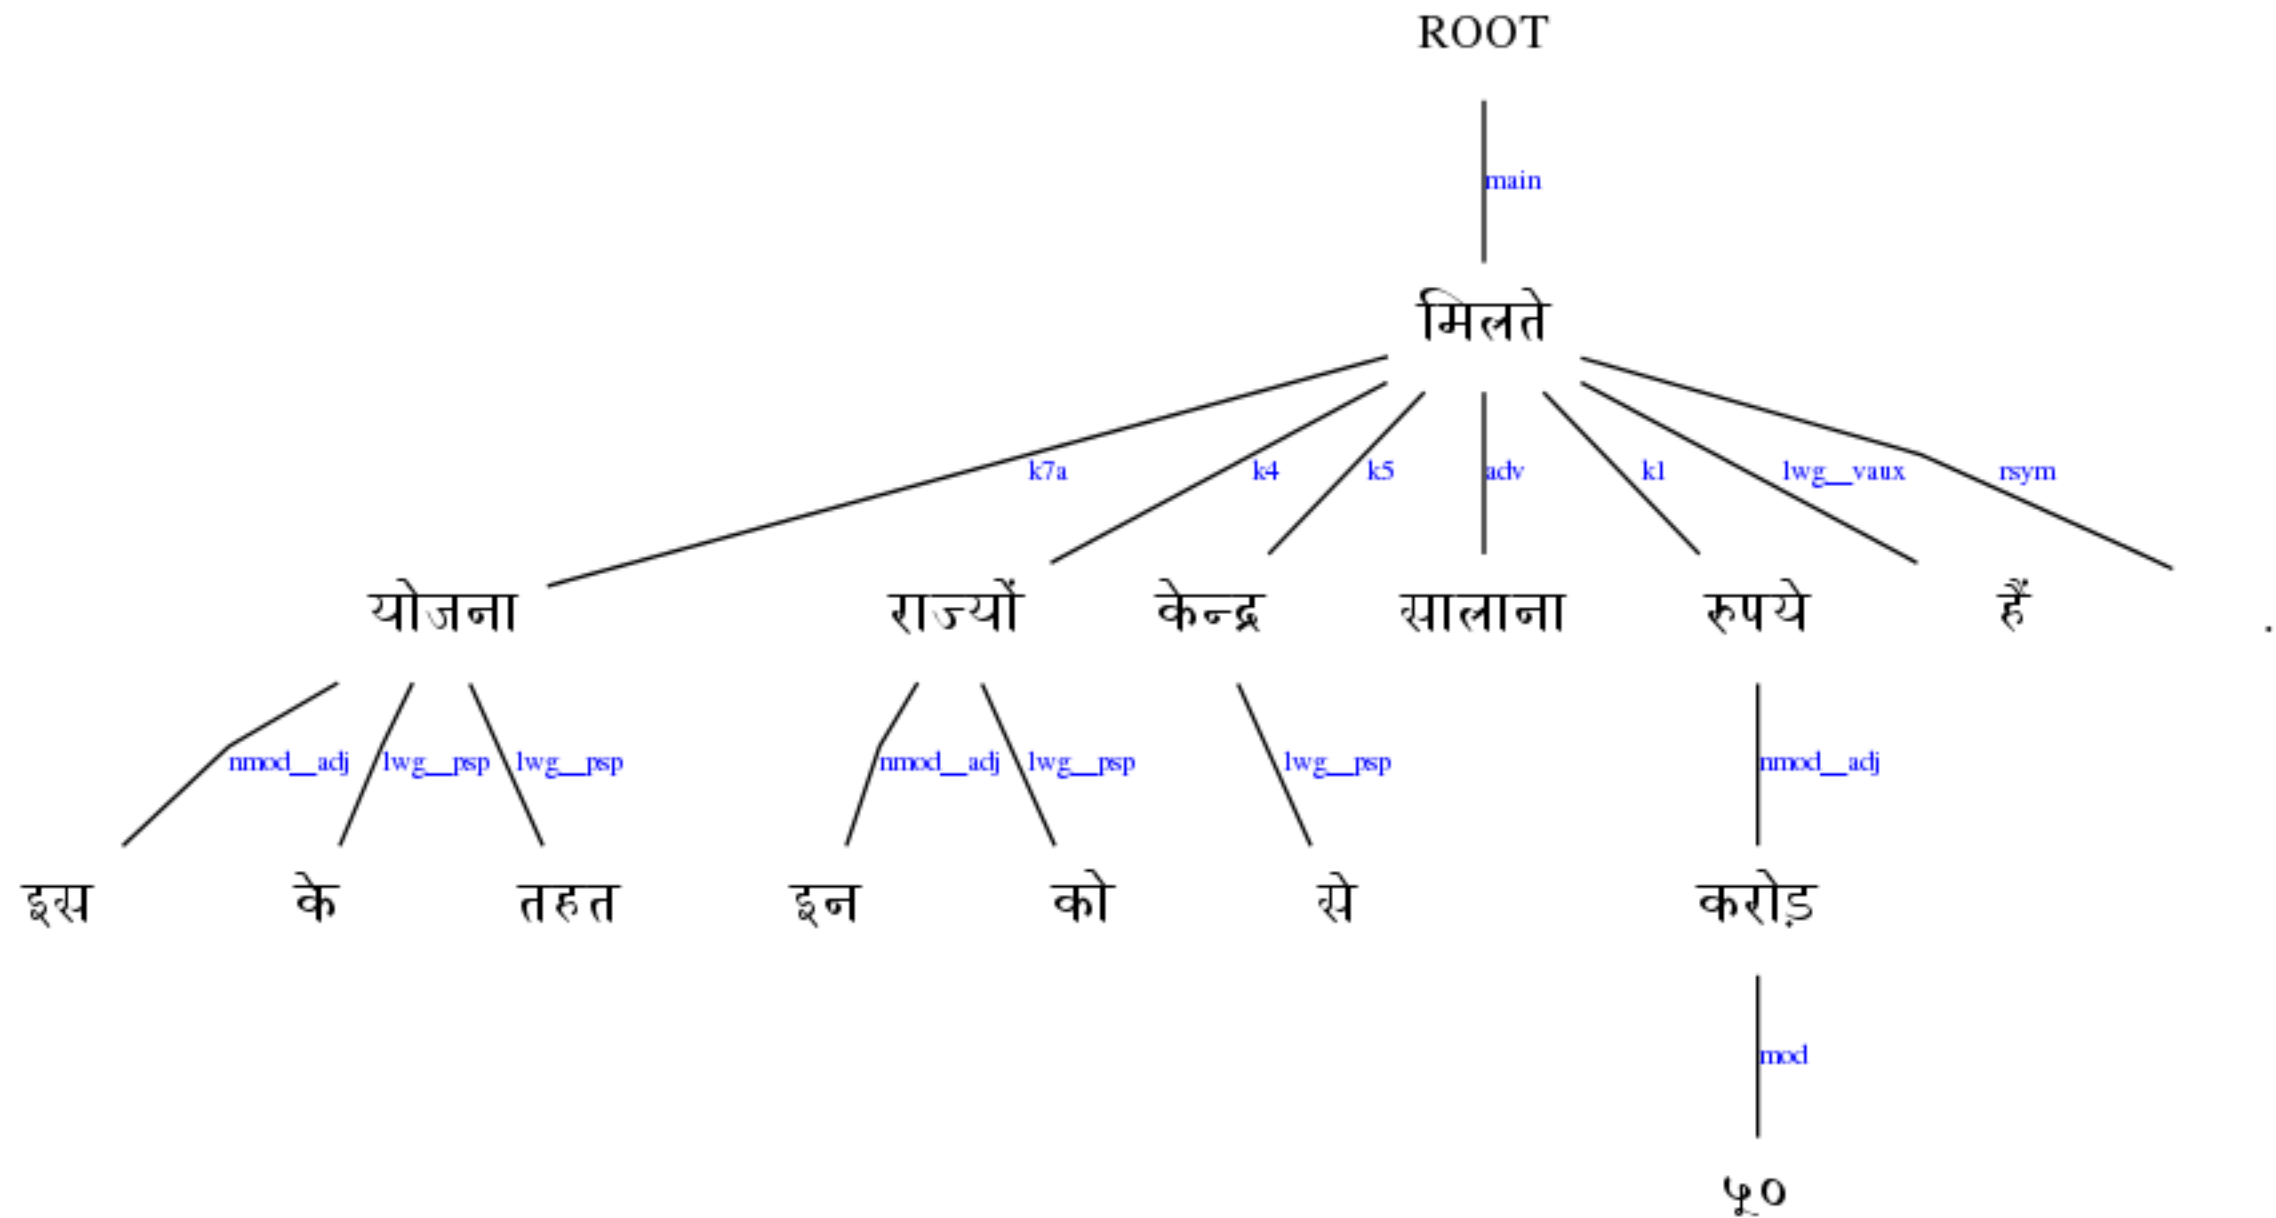 ROOT
main
मिलते
k7a k4 k5 adv k1 lwg__vaux rsym
योजना राज्यों केन्द्र सालाना रुपये हैं .
nmod__adj lwg__psp lwg__psp nmod__adj lwg__psp lwg__psp nmod__adj
इस के तहत इन को से करोड़
mod
५०